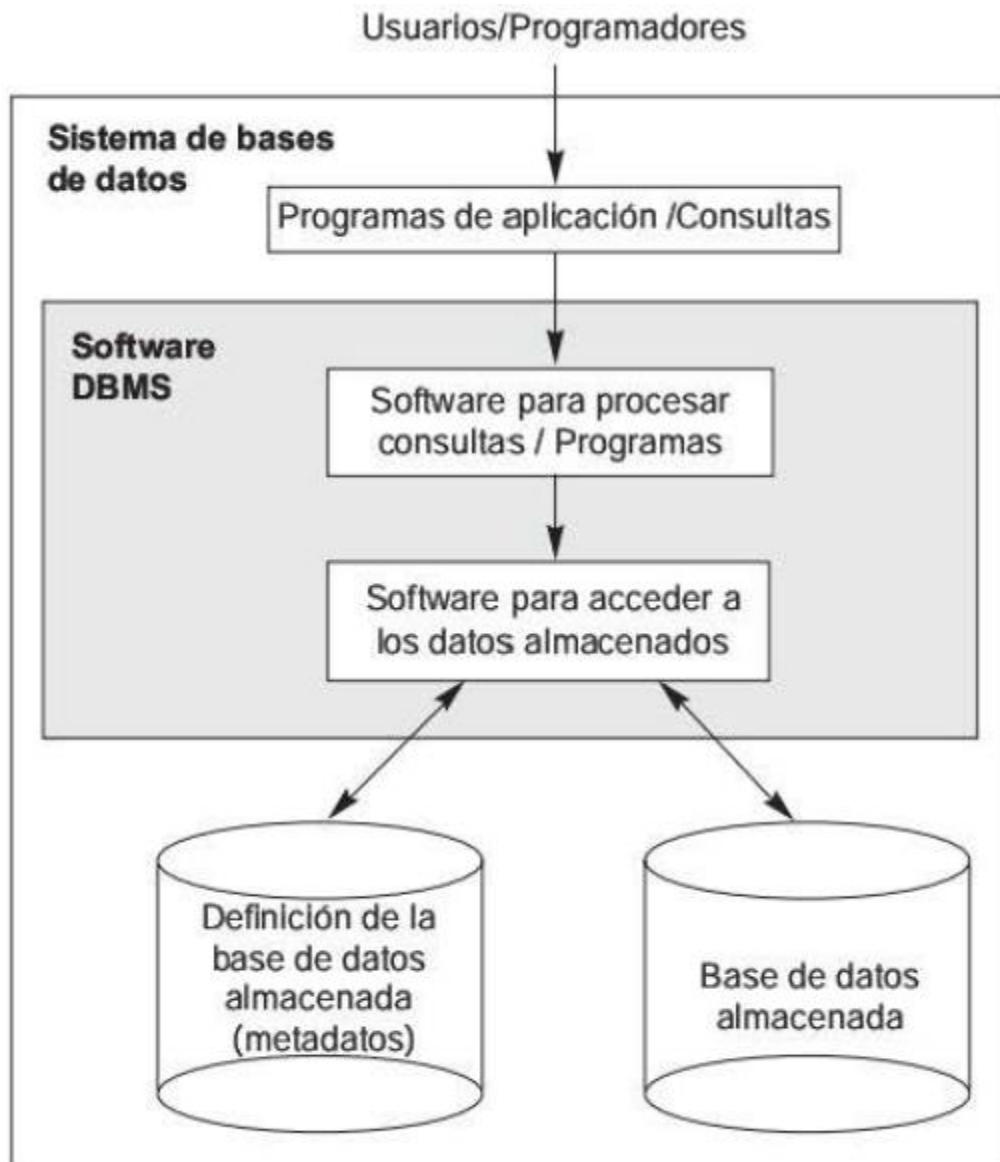 Usuarios/Programadores
Sistema de bases
de datos
Programas de aplicación /Consultas
Software
DBMS
Software para procesar
consultas / Programas
Software para acceder a
los datos almacenados
Definición de la
base de datos
almacenada
(metadatos)
Base de datos
almacenada